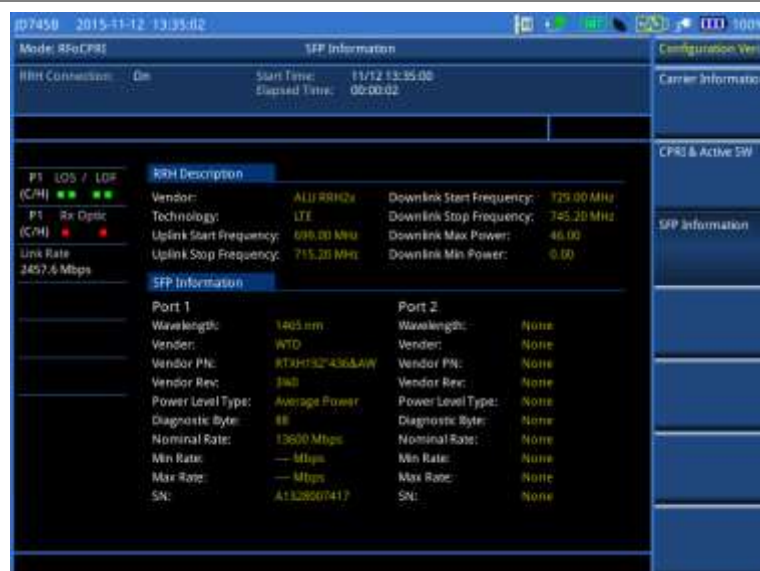 JD745B 2015-11-12 13:35:02
100%
Mode: RFoCPRI SFP Information
RRH Connection: On Start Time: 11/12 13:35:00
Elapsed Time: 00:00:02
Configuration
Carrier Informatio
CPRI & Active SW
SFP Information
P1 LOS / LOF
(C/H)
P1 Rx Optic
(C/H)
Link Rate
2457.6 Mbps
RRH Description
Vendor: ALU RRH2x Downlink Start Frequency: 729.00 MHz
Technology: LTE Downlink Stop Frequency: 745.20 MHz
Uplink Start Frequency: 699.00 MHz Downlink Max Power: 46.00
Uplink Stop Frequency: 715.20 MHz Downlink Min Power: 0.00
SFP Information
Port 1 Port 2
Wavelength: 1465 nm Wavelength: None
Vender: WTD Vender: None
Vendor PN: Vendor PN: None
Vendor Rev: Vendor Rev: None
Power Level Type: Average Power Power Level Type: None
Diagnostic Byte: Diagnostic Byte: None
Nominal Rate: 13600 Mbps Nominal Rate: None
Min Rate: --- Mbps Min Rate: None
Max Rate: --- Mbps Max Rate: None
SN: A1328007417 SN: None